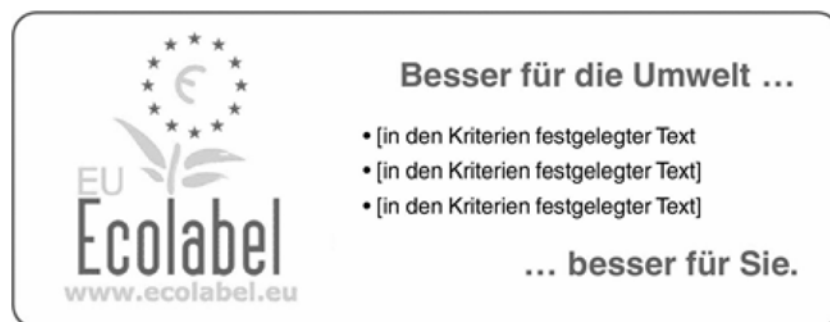 EU
Ecolabel
www.ecolabel.eu
Besser für die Umwelt ...
• [in den Kriterien festgelegter Text
• [in den Kriterien festgelegter Text]
• [in den Kriterien festgelegter Text]
... besser für Sie.